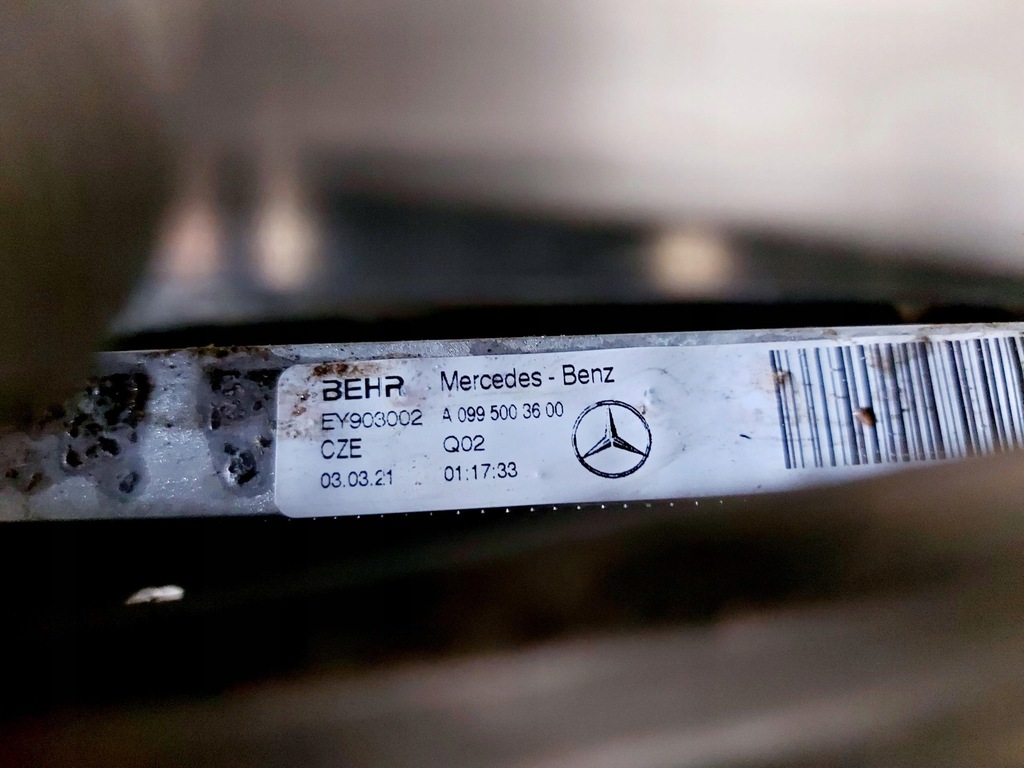 BEHR Mercedes - Benz
EY903002 A 099 500 36 00
CZE Q02
03.03.21 01:17:33